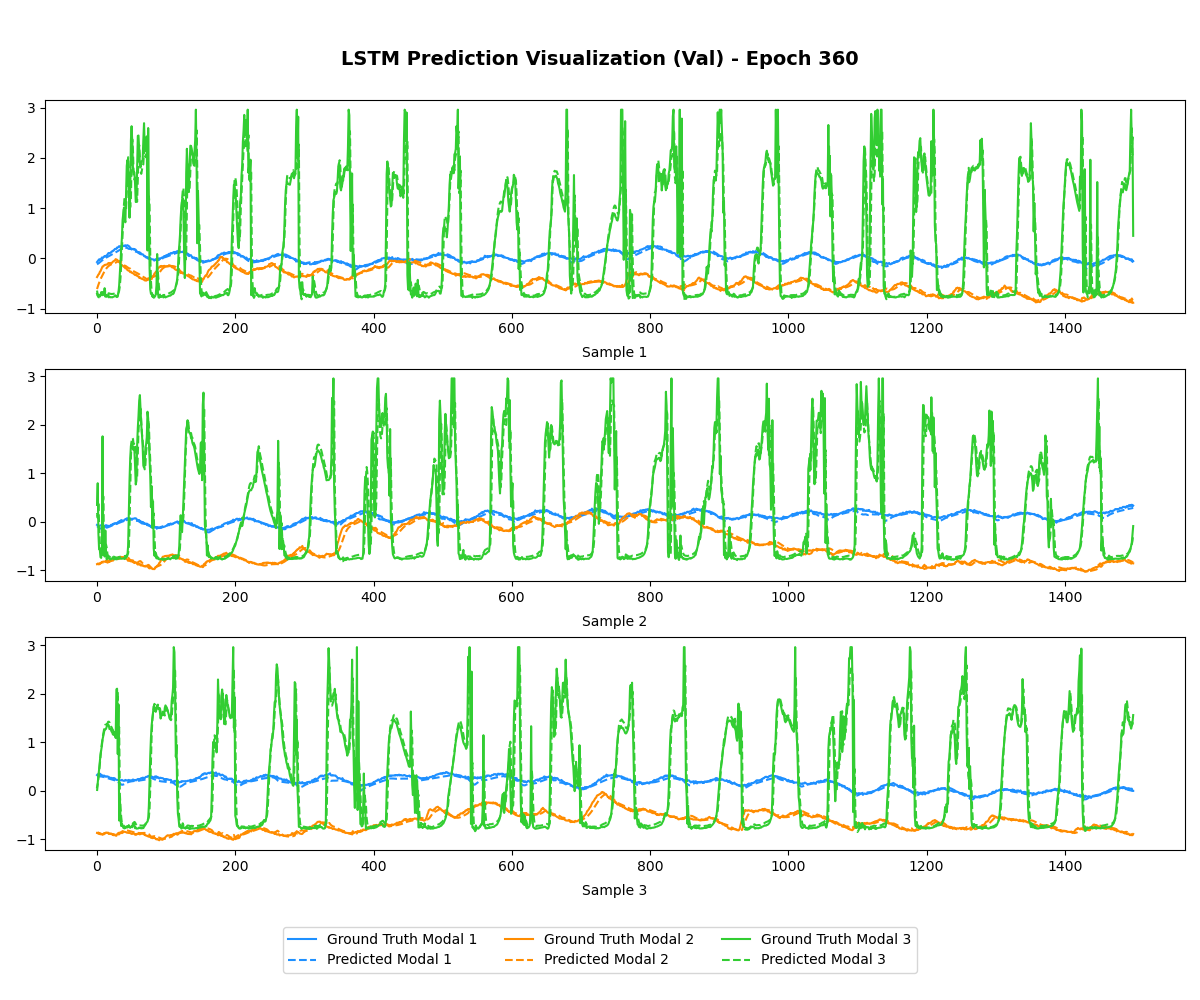 LSTM Prediction Visualization (Val) - Epoch 360
3
2
1
0
−1
0 200 400 600 800 1000 1200 1400
Sample 1
3
2
1
0
−1
0 200 400 600 800 1000 1200 1400
Sample 2
3
2
1
0
−1
0 200 400 600 800 1000 1200 1400
Sample 3
Ground Truth Modal 1 Ground Truth Modal 2 Ground Truth Modal 3
Predicted Modal 1 Predicted Modal 2 Predicted Modal 3